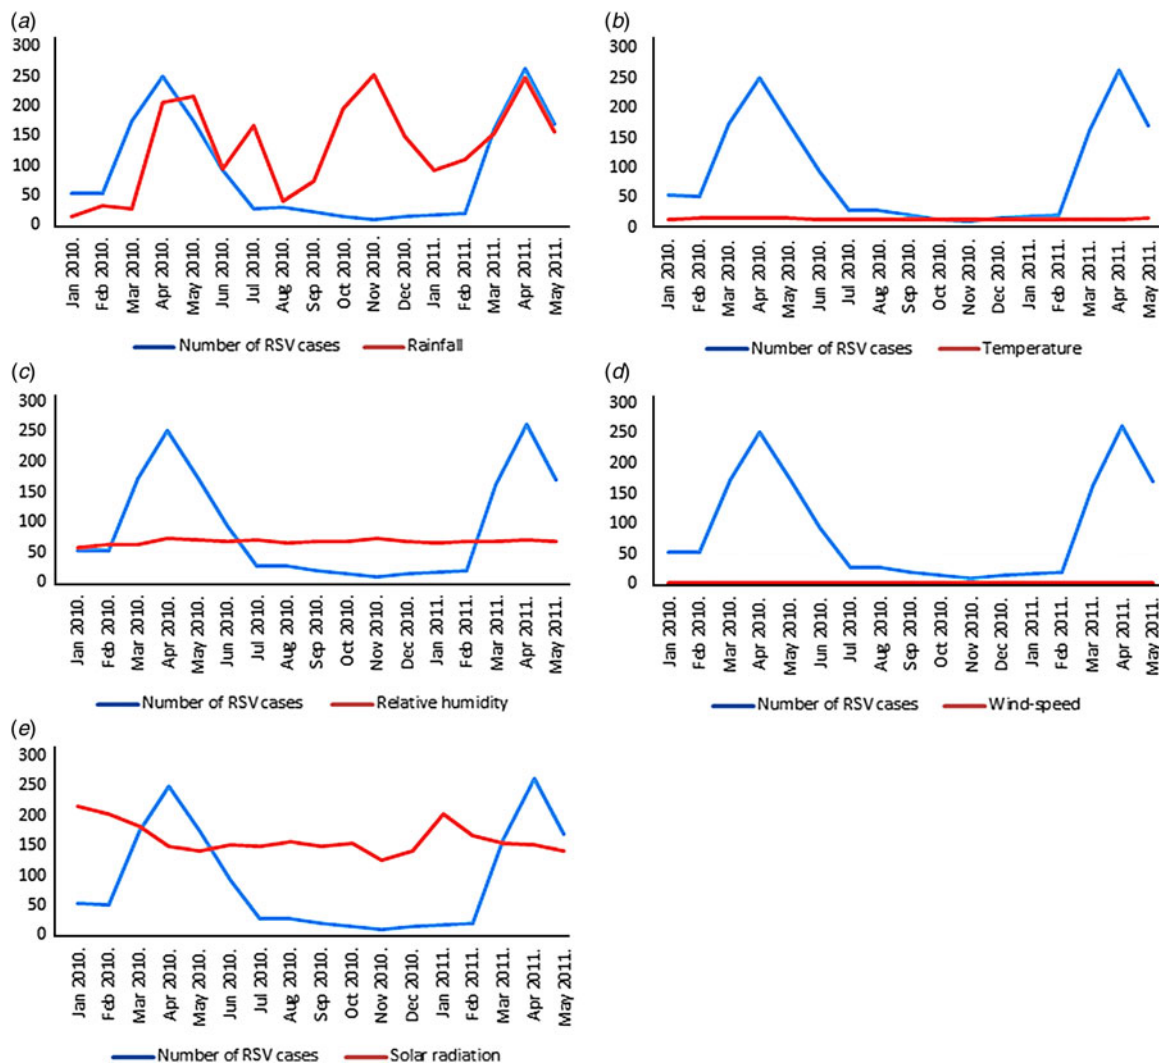 (a)
300
250
200
150
100
50
0
Jan 2010.
Feb 2010.
Mar 2010.
Apr 2010.
May 2010.
Jun 2010.
Jul 2010.
Aug 2010.
Sep 2010.
Oct 2010.
Nov 2010.
Dec 2010.
Jan 2011.
Feb 2011.
Mar 2011.
Apr 2011.
May 2011.
Number of RSV cases Rainfall
(b)
300
250
200
150
100
50
0
Jan 2010.
Feb 2010.
Mar 2010.
Apr 2010.
May 2010.
Jun 2010.
Jul 2010.
Aug 2010.
Sep 2010.
Oct 2010.
Nov 2010.
Dec 2010.
Jan 2011.
Feb 2011.
Mar 2011.
Apr 2011.
May 2011.
Number of RSV cases Temperature
(c)
300
250
200
150
100
50
0
Jan 2010.
Feb 2010.
Mar 2010.
Apr 2010.
May 2010.
Jun 2010.
Jul 2010.
Aug 2010.
Sep 2010.
Oct 2010.
Nov 2010.
Dec 2010.
Jan 2011.
Feb 2011.
Mar 2011.
Apr 2011.
May 2011.
Number of RSV cases Relative humidity
(d)
300
250
200
150
100
50
0
Jan 2010.
Feb 2010.
Mar 2010.
Apr 2010.
May 2010.
Jun 2010.
Jul 2010.
Aug 2010.
Sep 2010.
Oct 2010.
Nov 2010.
Dec 2010.
Jan 2011.
Feb 2011.
Mar 2011.
Apr 2011.
May 2011.
Number of RSV cases Wind-speed
(e)
300
250
200
150
100
50
0
Jan 2010.
Feb 2010.
Mar 2010.
Apr 2010.
May 2010.
Jun 2010.
Jul 2010.
Aug 2010.
Sep 2010.
Oct 2010.
Nov 2010.
Dec 2010.
Jan 2011.
Feb 2011.
Mar 2011.
Apr 2011.
May 2011.
Number of RSV cases Solar radiation